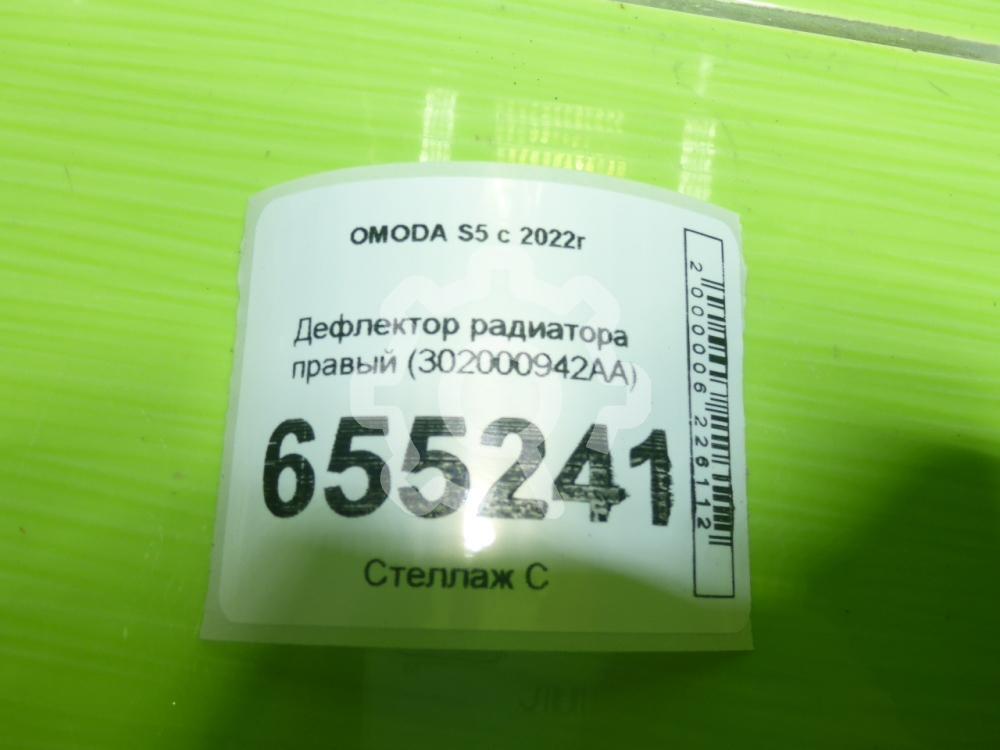 OMODA S5 с 2022г
Дефлектор радиатора
правый (302000942AA)
655241
Стеллаж С
2000006226112